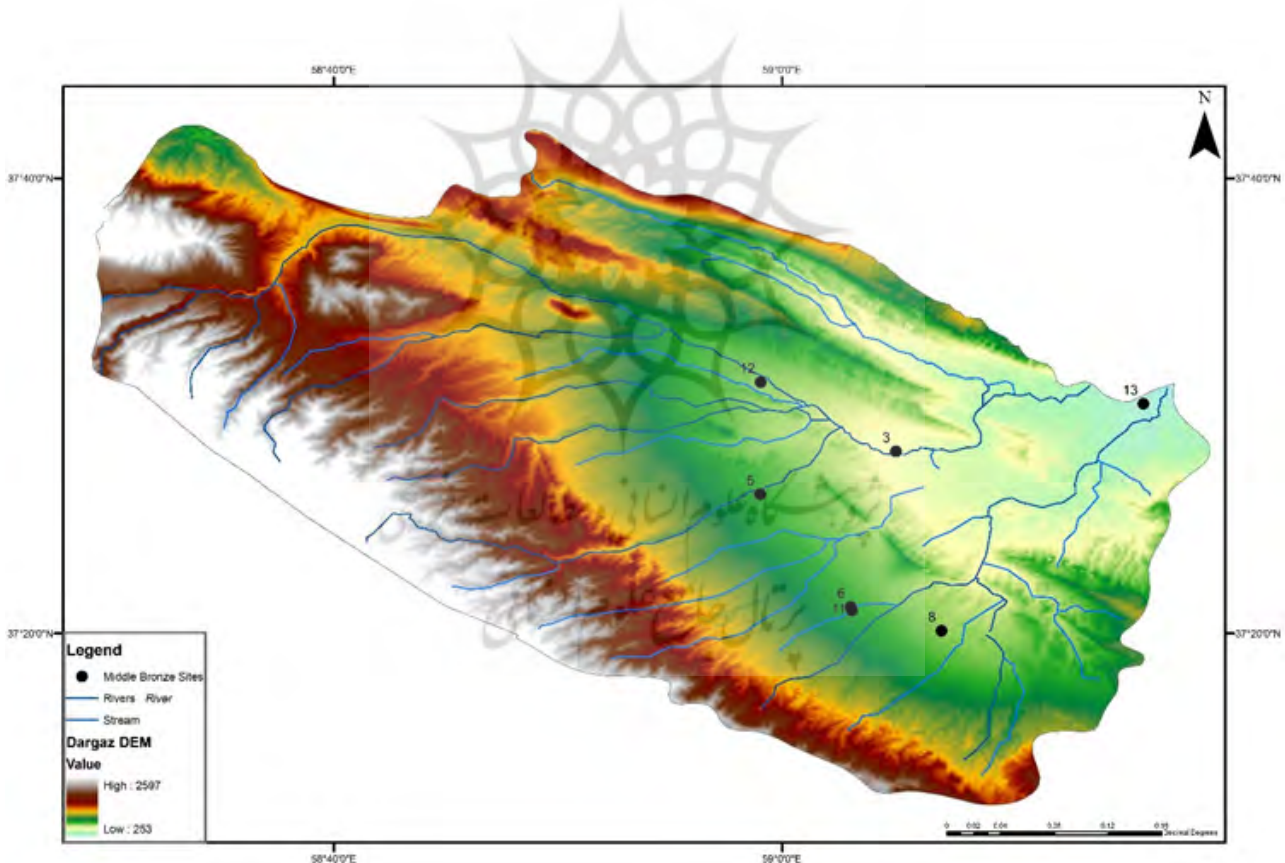 58°40'0"E
59°0'0"E
N
37°40'0"N
37°40'0"N
13
12
3
5
6
11
8
37°20'0"N
37°20'0"N
Legend
Middle Bronze Sites
Rivers River
Stream
Dargaz DEM
Value
High : 2597
Low : 253
Decimal Degrees
58°40'0"E
59°0'0"E